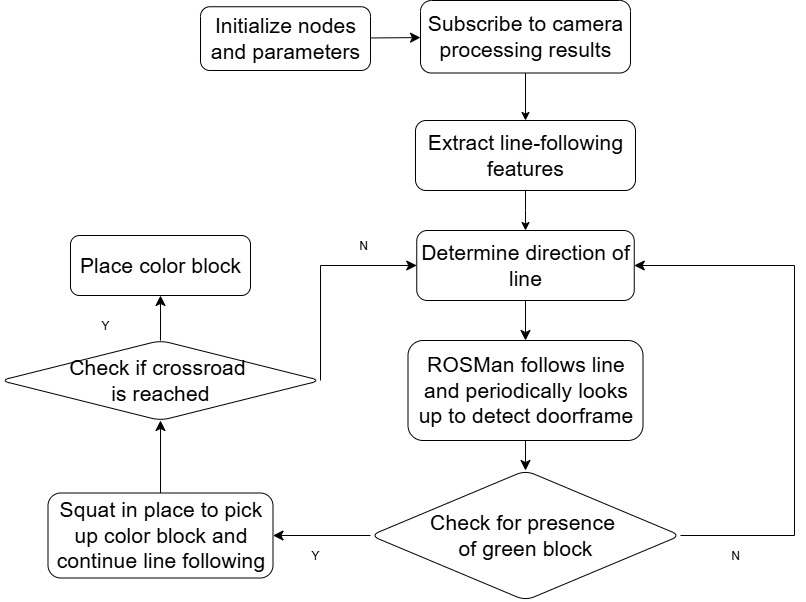 Initialize nodes
and parameters
Subscribe to camera
processing results
Extract line-following
features
Determine direction of
line
ROSMan follows line
and periodically looks
up to detect doorframe
Check for presence
of green block
N
Y
Squat in place to pick
up color block and
continue line following
Check if crossroad
is reached
N
Y
Place color block